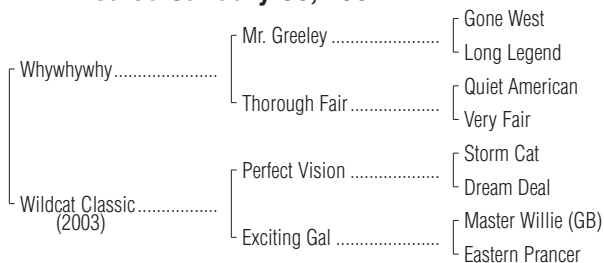 Gone West
Mr. Greeley ...................
Long Legend
Whywhywhy.....................
Quiet American
Thorough Fair..................
Very Fair
Storm Cat
Perfect Vision ................
Dream Deal
Wildcat Classic................
(2003)
Master Willie (GB)
Exciting Gal ...................
Eastern Prancer